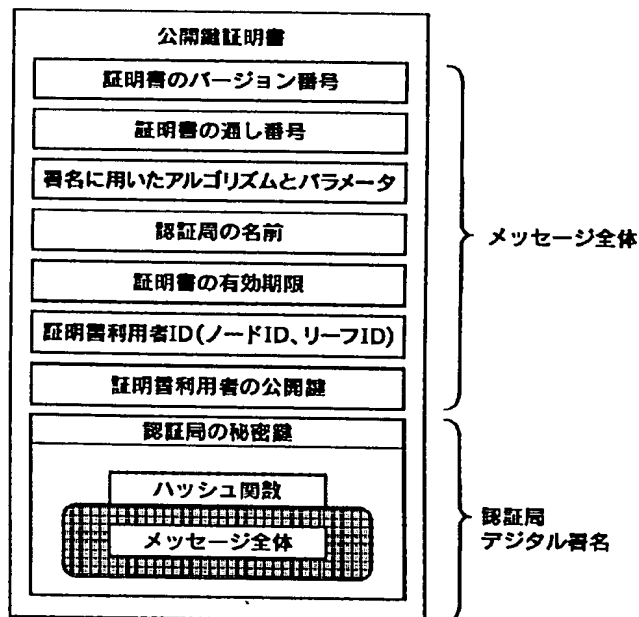 公開鍵証明書
証明書のバージョン番号
証明書の通し番号
署名に用いたアルゴリズムとパラメータ
認証局の名前
証明書の有効期限
証明書利用者ID(ノードID、リーフID)
証明書利用者の公開鍵
メッセージ全体
認証局の秘密鍵
ハッシュ関数
メッセージ全体
認証局
デジタル署名